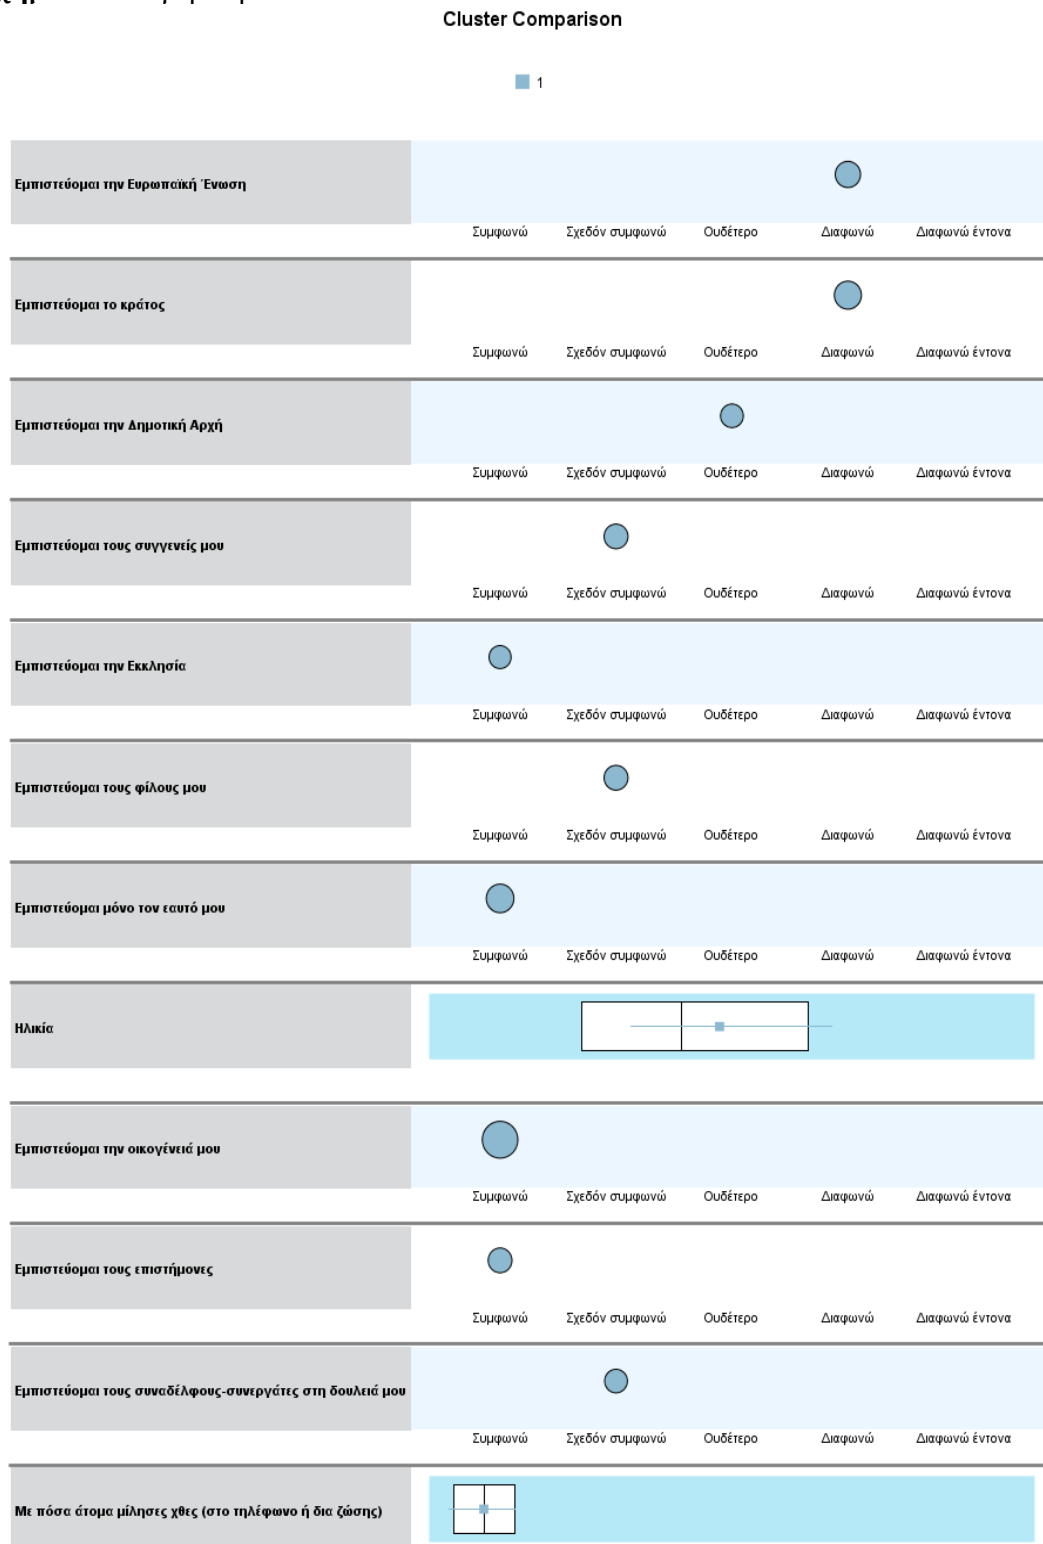 Cluster Comparison
1
Εμπιστεύομαι την Ευρωπαϊκή Ένωση
Συμφωνώ Σχεδόν συμφωνώ Ουδέτερο Διαφωνώ Διαφωνώ έντονα
Εμπιστεύομαι το κράτος
Συμφωνώ Σχεδόν συμφωνώ Ουδέτερο Διαφωνώ Διαφωνώ έντονα
Εμπιστεύομαι την Δημοτική Αρχή
Συμφωνώ Σχεδόν συμφωνώ Ουδέτερο Διαφωνώ Διαφωνώ έντονα
Εμπιστεύομαι τους συγγενείς μου
Συμφωνώ Σχεδόν συμφωνώ Ουδέτερο Διαφωνώ Διαφωνώ έντονα
Εμπιστεύομαι την Εκκλησία
Συμφωνώ Σχεδόν συμφωνώ Ουδέτερο Διαφωνώ Διαφωνώ έντονα
Εμπιστεύομαι τους φίλους μου
Συμφωνώ Σχεδόν συμφωνώ Ουδέτερο Διαφωνώ Διαφωνώ έντονα
Εμπιστεύομαι μόνο τον εαυτό μου
Συμφωνώ Σχεδόν συμφωνώ Ουδέτερο Διαφωνώ Διαφωνώ έντονα
Ηλικία
Εμπιστεύομαι την οικογένειά μου
Συμφωνώ Σχεδόν συμφωνώ Ουδέτερο Διαφωνώ Διαφωνώ έντονα
Εμπιστεύομαι τους επιστήμονες
Συμφωνώ Σχεδόν συμφωνώ Ουδέτερο Διαφωνώ Διαφωνώ έντονα
Εμπιστεύομαι τους συναδέλφους-συνεργάτες στη δουλειά μου
Συμφωνώ Σχεδόν συμφωνώ Ουδέτερο Διαφωνώ Διαφωνώ έντονα
Με πόσα άτομα μίλησες χθες (στο τηλέφωνο ή δια ζώσης)